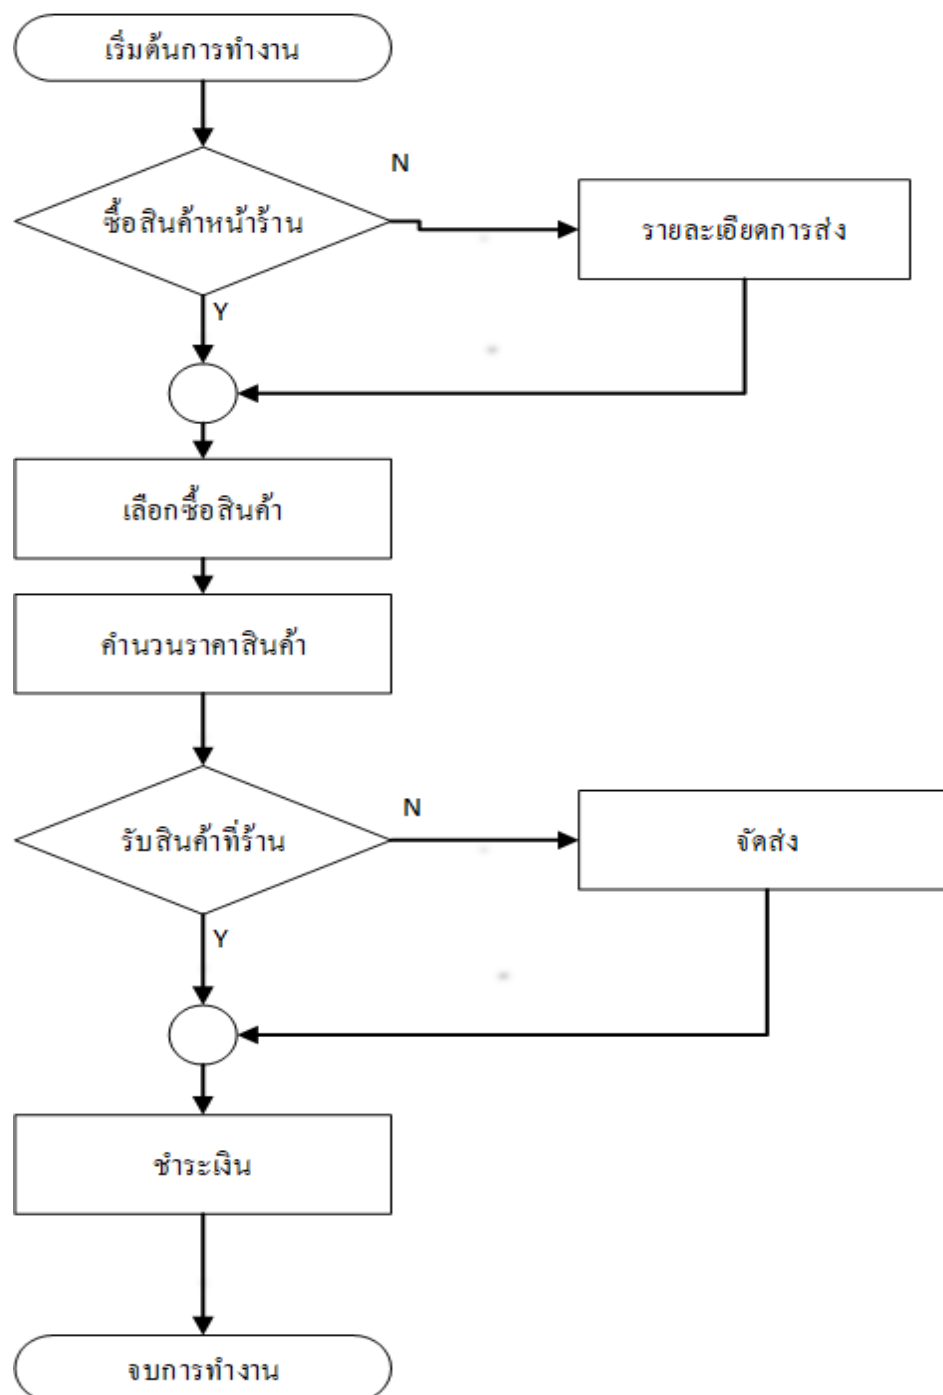 เริ่มต้นการทำงาน
N
ซื้อสินค้าหน้าร้าน
รายละเอียดการส่ง
Y
เลือกซื้อสินค้า
คำนวนราคาสินค้า
N
รับสินค้าที่ร้าน
จัดส่ง
Y
ชำระเงิน
จบการทำงาน